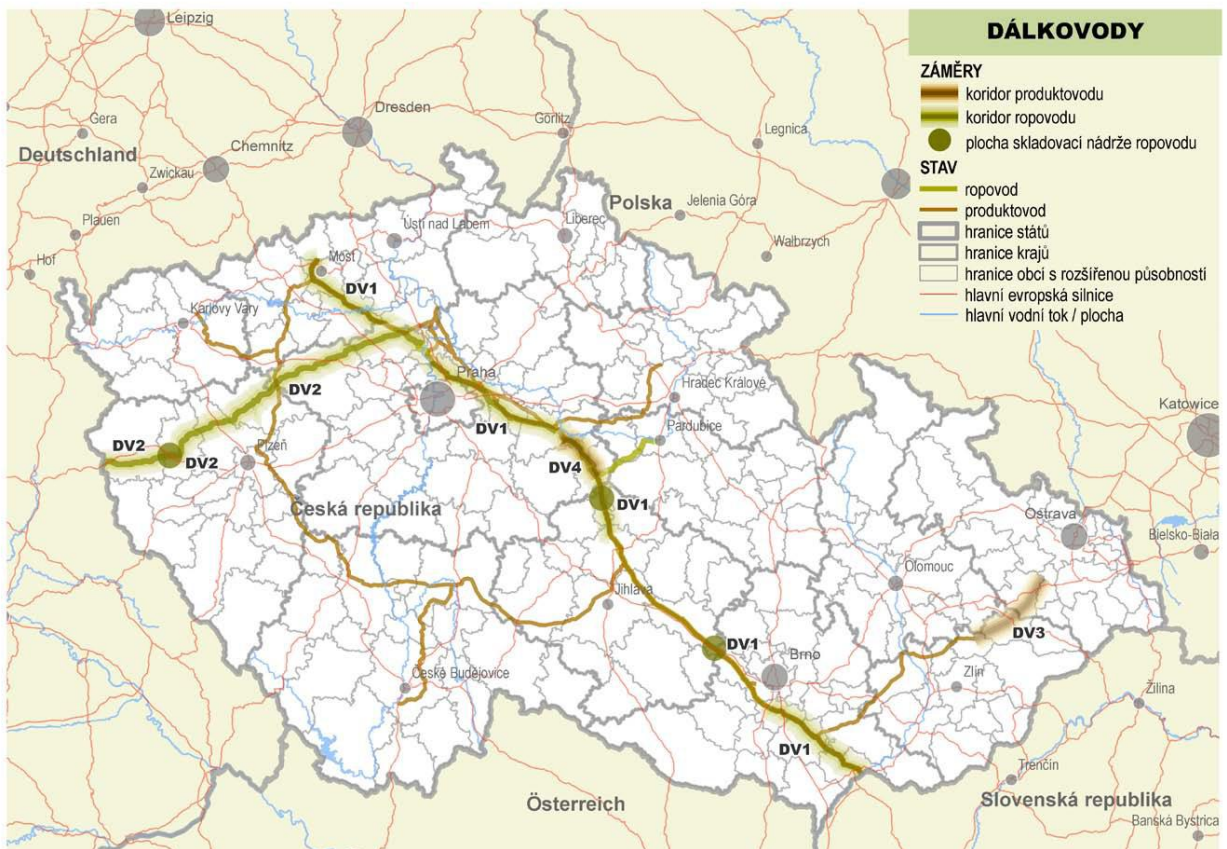 DÁLKOVODY
ZÁMĚRY
koridor produktovodu
koridor ropovodu
plocha skladovací nádrže ropovodu
STAV
ropovod
produktovod
hranice států
hranice krajů
hranice obcí s rozšířenou působností
hlavní evropská silnice
hlavní vodní tok / plocha
Leipzig
Dresden
Görlitz
Legnica
Gera
Deutschland
Chemnitz
Zwickau
Polska
Jelenia Góra
Plauen
Ústí nad Labem
Liberec
Wałbrzych
Hof
Most
DV1
Karlovy Vary
Praha
Hradec Králové
DV2
DV1
Katowice
Pardubice
DV2
DV2
Plzeň
DV4
DV1
Česká republika
Ostrava
Bielsko-Biała
Olomouc
Jihlava
DV3
DV1
Brno
České Budějovice
Zlín
Žilina
DV1
Trenčín
Österreich
Slovenská republika
Banská Bystrica